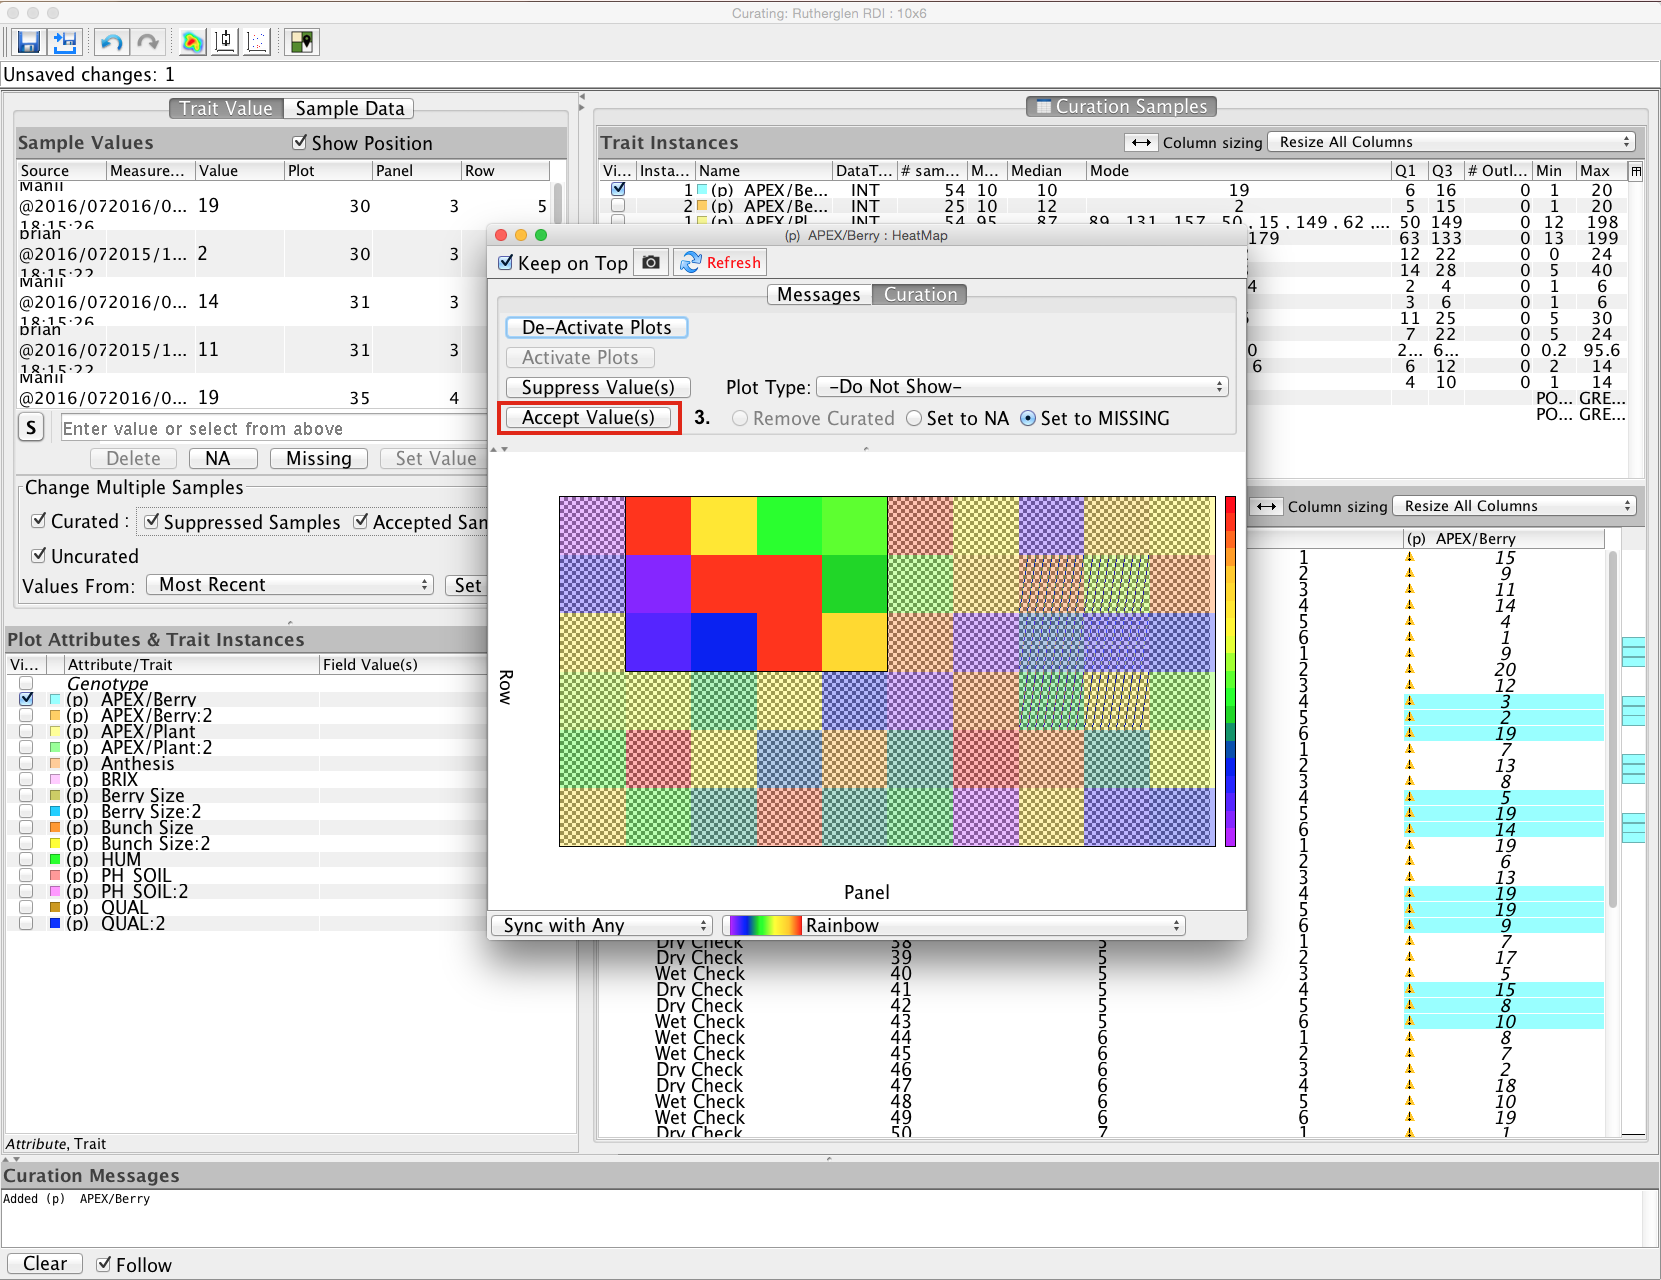 Curating: Rutherglen RDI : 10x6
Unsaved changes: 1
Trait Value
Sample Data
Sample Values
Show Position
Source Measure... Value Plot Panel Row
Manii
@2016/07 2016/0... 19 30 3 5
18:15:26
brian
@2016/07 2015/1... 2 30 3
18:15:22
Manii
@2016/07 2016/0... 14 31 3
18:15:26
brian
@2016/07 2015/1... 11 31 3
18:15:22
Manii
@2016/07 2016/0... 19 35 4
S
Enter value or select from above
Delete NA Missing Set Value
Change Multiple Samples
Curated : Suppressed Samples Accepted San
Uncurated
Values From: Most Recent Set
Plot Attributes & Trait Instances
Vi... Attribute/Trait Field Value(s)
Genotype
(p) APEX/Berry
(p) APEX/Berry:2
(p) APEX/Plant
(p) APEX/Plant:2
(p) Anthesis
(p) BRIX
(p) Berry Size
(p) Berry Size:2
(p) Bunch Size
(p) Bunch Size:2
(p) HUM
(p) PH SOIL
(p) PH SOIL:2
(p) QUAL
(p) QUAL:2
Attribute, Trait
Curation Samples
Trait Instances
Column sizing Resize All Columns
Vi... Insta... Name DataT... # sam... M... Median Mode Q1 Q3 # Outl... Min Max
1 (p) APEX/Be... INT 54 10 10 19 6 16 0 1 20
2 (p) APEX/Be... INT 25 12 10 2 5 15 0 1 20
1 (p) APEX/Pl... INT 54 95 87 89 , 131 , 157 , 50 , 15 , 149 , 62 , ... 50 149 0 12 198
179 63 133 0 13 199
12 22 0 0 24
14 28 0 5 40
4 2 4 0 1 6
3 6 0 1 6
11 25 0 5 30
7 22 0 5 24
0 2... 6... 0 0.2 95.6
6 6 12 0 2 14
4 10 0 1 14
PO... GRE...
PO... GRE...
(p) APEX/Berry : HeatMap
Keep on Top
Refresh
Messages
Curation
De-Activate Plots
Activate Plots
Suppress Value(s) Plot Type: -Do Not Show-
Accept Value(s) 3. Remove Curated Set to NA Set to MISSING
Row
Panel
Sync with Any Rainbow
Column sizing Resize All Columns
(p) APEX/Berry
1 15
2 9
3 11
4 14
5 4
6 1
1 9
2 20
3 12
4 3
5 2
6 19
1 7
2 13
3 8
4 5
5 19
6 14
1 19
2 6
3 13
4 19
5 19
6 9
Dry Check 38 5 1 7
Dry Check 39 5 2 17
Wet Check 40 5 3 5
Dry Check 41 5 4 15
Dry Check 42 5 5 8
Wet Check 43 5 6 10
Wet Check 44 6 1 8
Wet Check 45 6 2 7
Dry Check 46 6 3 2
Dry Check 47 6 4 18
Wet Check 48 6 5 10
Wet Check 49 6 6 19
Dry Check 50 7 1 1
Curation Messages
Added (p) APEX/Berry
Clear Follow